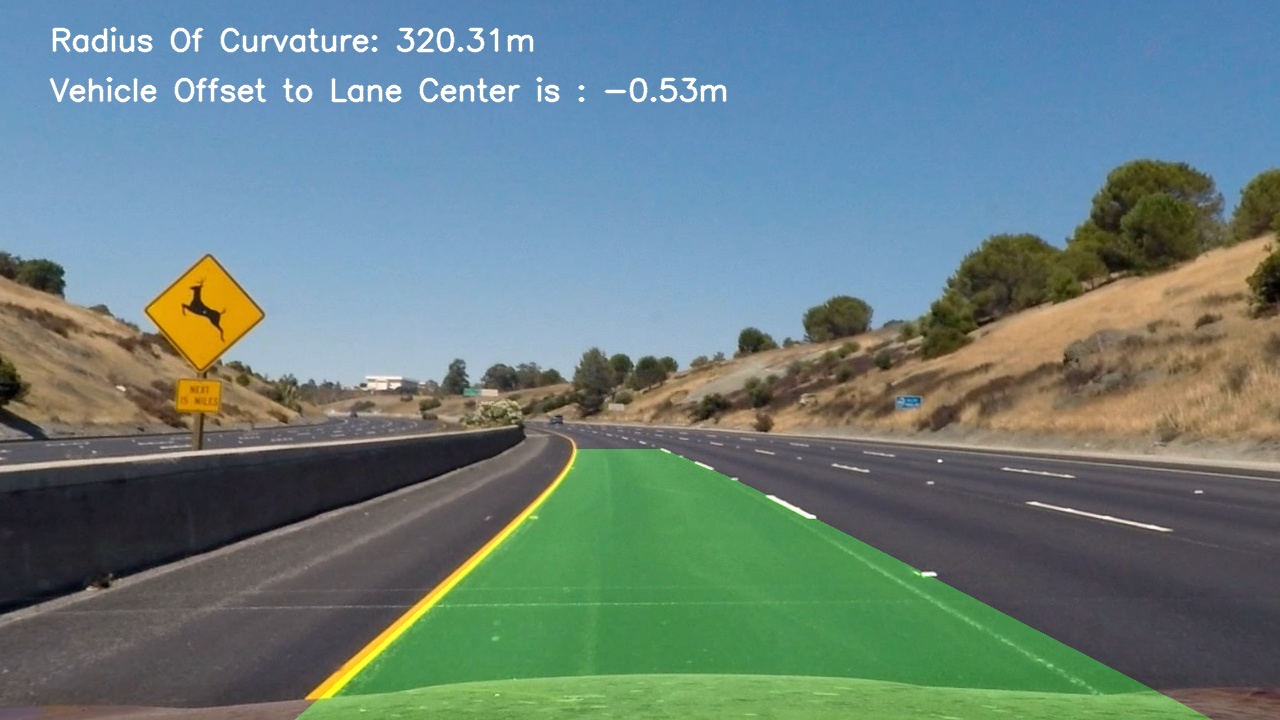 Radius Of Curvature: 320.31m
Vehicle Offset to Lane Center is : -0.53m
NEXT
15 MILES